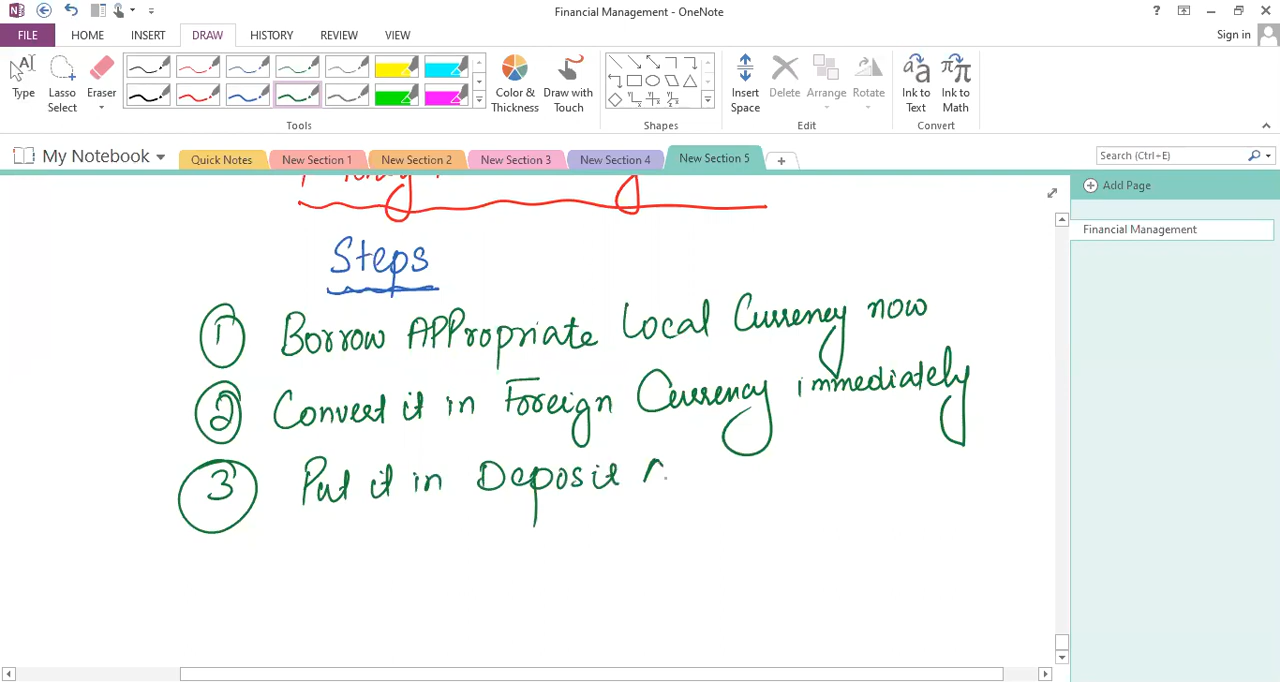 Financial Management - OneNote
?
FILE HOME INSERT DRAW HISTORY REVIEW VIEW
Sign in
Type
Lasso Select
Eraser
Color & Thickness
Draw with Touch
Insert Space
Delete
Arrange
Rotate
Ink to Text
Ink to Math
Tools Shapes Edit Convert
My Notebook Quick Notes New Section 1 New Section 2 New Section 3 New Section 4 New Section 5
Search (Ctrl+E)
Add Page
Financial Management
Steps
1 Borrow APPropriate Local Currency now
2 Convert it in Foreign Currency immediately
3 Put it in Deposit